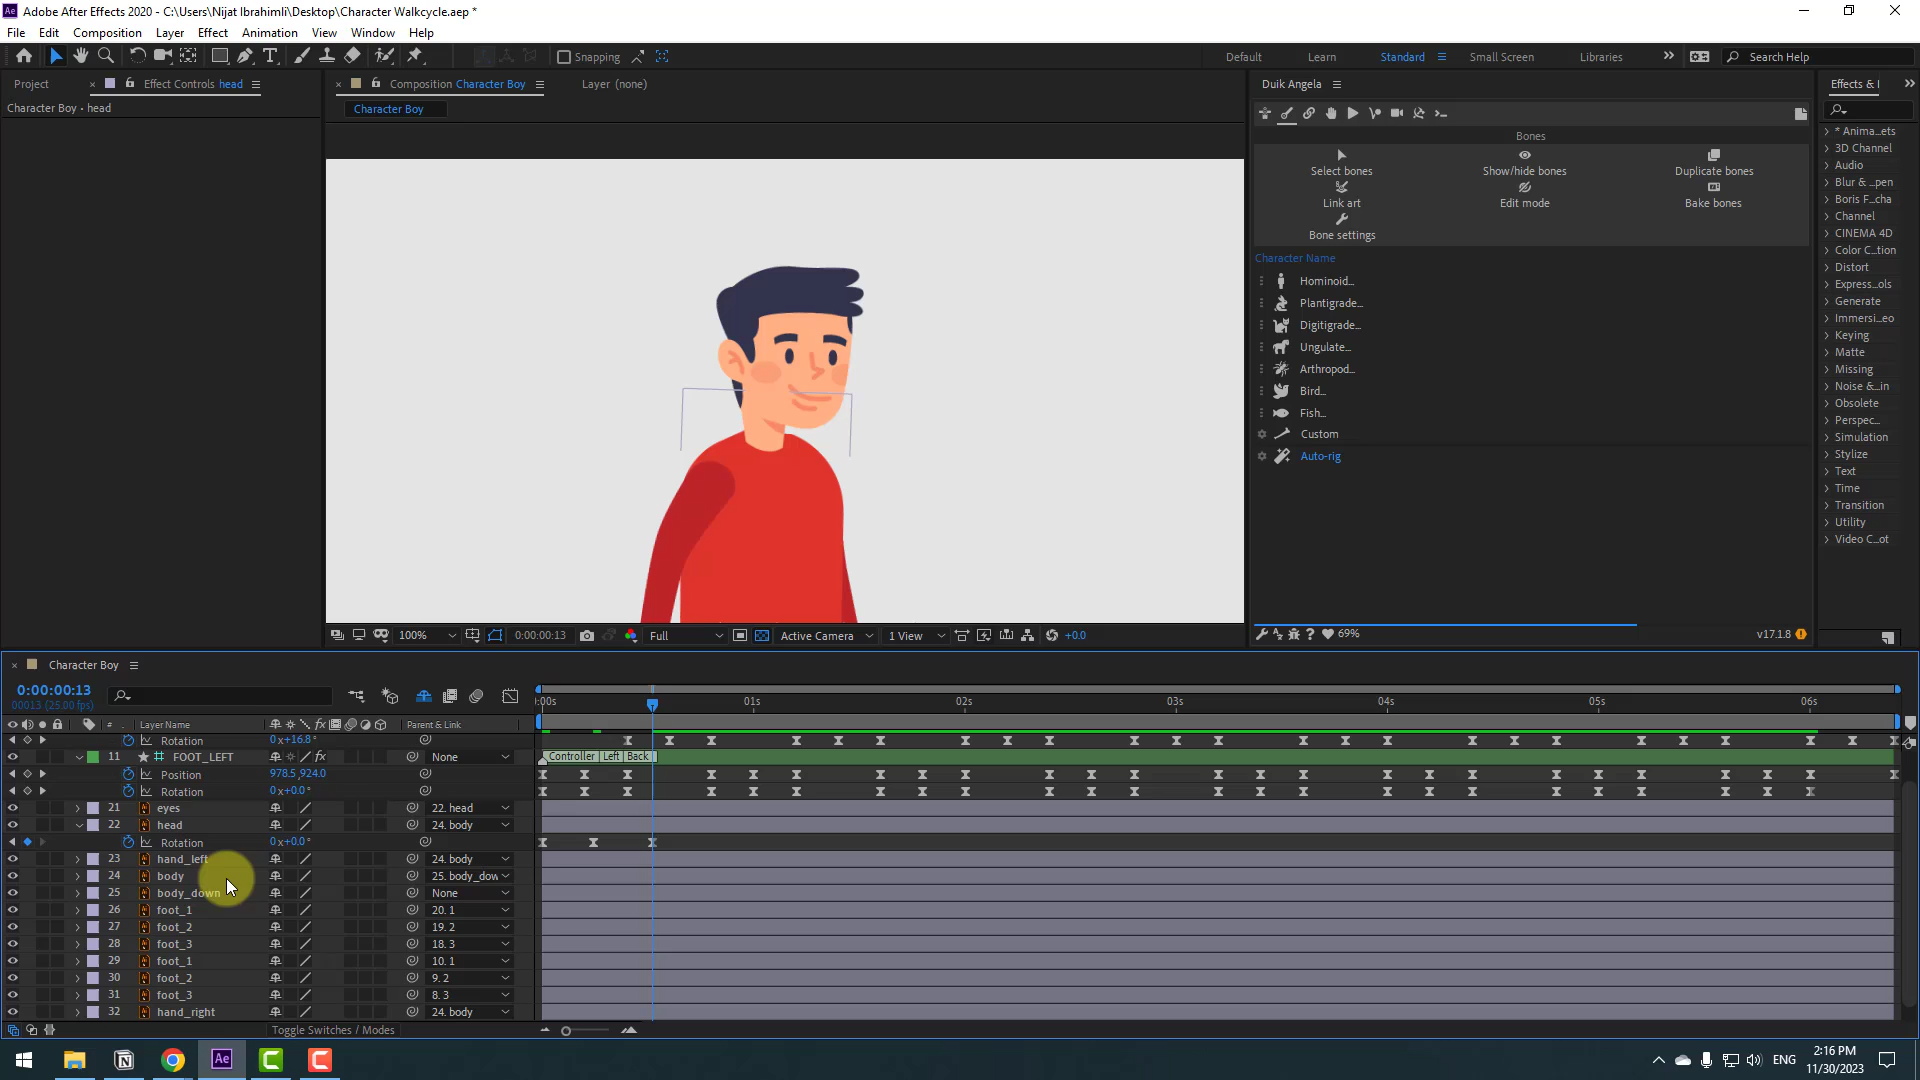 Adobe After Effects 2020 - C:\Users\Nijat Ibrahimli\Desktop\Character Walkcycle.aep *
File Edit Composition Layer Effect Animation View Window Help
Snapping Default Learn Standard Small Screen Libraries Search Help
Project Effect Controls head Composition Character Boy Layer (none) Duik Angela Effects &
Character Boy - head Character Boy
Bones
Select bones Show/hide bones Duplicate bones
Link art Edit mode Bake bones
Bone settings
Character Name
Hominoid...
Plantigrade...
Digitigrade...
Ungulate...
Arthropod...
Bird...
Fish...
Custom
Auto-rig
* Anima...ets
3D Channel
Audio
Blur & ...pen
Boris F...cha
Channel
CINEMA 4D
Color C...tion
Distort
Express...ols
Generate
Immersi...eo
Keying
Matte
Missing
Noise &...in
Obsolete
Perspec...
Simulation
Stylize
Text
Time
Transition
Utility
Video C...ot
100% 0:00:00:13 Full Active Camera 1 View +0.0
69% v17.1.8
Character Boy
0:00:00:13
00013 (25.00 fps)
:00s 01s 02s 03s 04s 05s 06s
# Layer Name fx Parent & Link
Rotation 0x+16.8°
11 FOOT_LEFT fx None Controller Left Back
Position 978.5,924.0
Rotation 0x+0.0°
21 eyes 22. head
22 head 24. body
Rotation 0x+0.0°
23 hand_left 24. body
24 body 25. body_dow
25 body_down None
26 foot_1 20. 1
27 foot_2 19. 2
28 foot_3 18. 3
29 foot_1 10. 1
30 foot_2 9. 2
31 foot_3 8. 3
32 hand_right 24. body
Toggle Switches / Modes
Ae
ENG
2:16 PM
11/30/2023